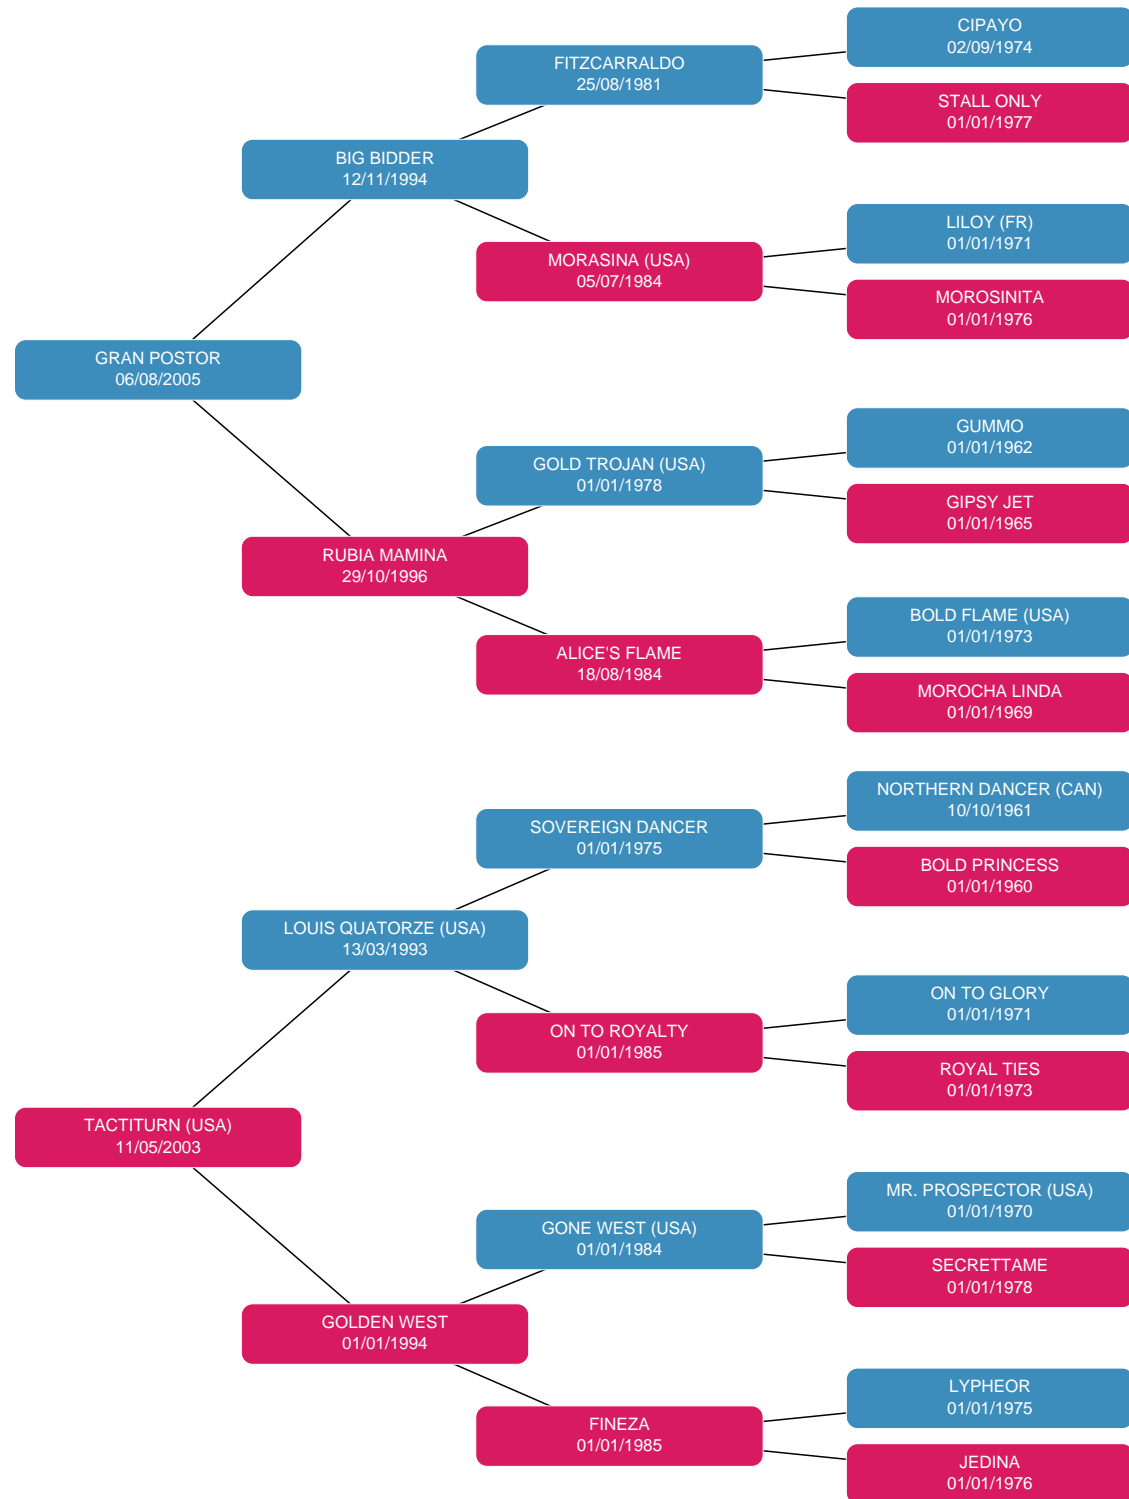 CIPAYO
02/09/1974
FITZCARRALDO
25/08/1981
STALL ONLY
01/01/1977
BIG BIDDER
12/11/1994
LILOY (FR)
01/01/1971
MORASINA (USA)
05/07/1984
MOROSINITA
01/01/1976
GRAN POSTOR
06/08/2005
GUMMO
01/01/1962
GOLD TROJAN (USA)
01/01/1978
GIPSY JET
01/01/1965
RUBIA MAMINA
29/10/1996
BOLD FLAME (USA)
01/01/1973
ALICE'S FLAME
18/08/1984
MOROCHA LINDA
01/01/1969
NORTHERN DANCER (CAN)
10/10/1961
SOVEREIGN DANCER
01/01/1975
BOLD PRINCESS
01/01/1960
LOUIS QUATORZE (USA)
13/03/1993
ON TO GLORY
01/01/1971
ON TO ROYALTY
01/01/1985
ROYAL TIES
01/01/1973
TACTITURN (USA)
11/05/2003
MR. PROSPECTOR (USA)
01/01/1970
GONE WEST (USA)
01/01/1984
SECRETTAME
01/01/1978
GOLDEN WEST
01/01/1994
LYPHEOR
01/01/1975
FINEZA
01/01/1985
JEDINA
01/01/1976